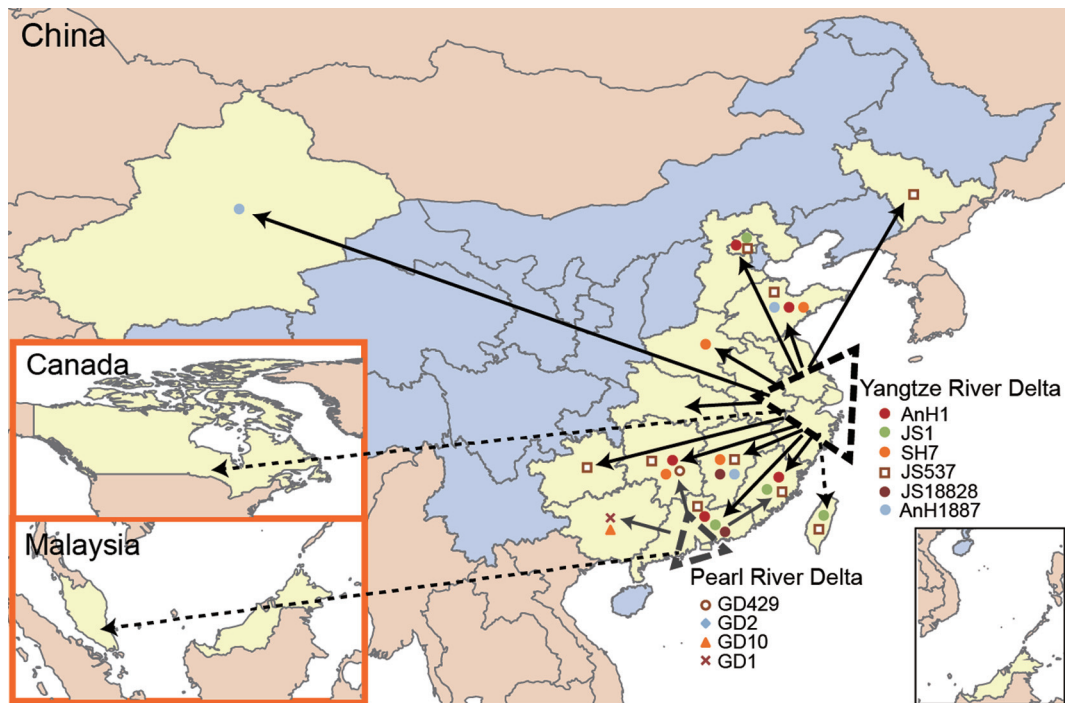 China
Canada
Malaysia
Yangtze River Delta
AnH1
JS1
SH7
JS537
JS18828
AnH1887
Pearl River Delta
GD429
GD2
GD10
GD1